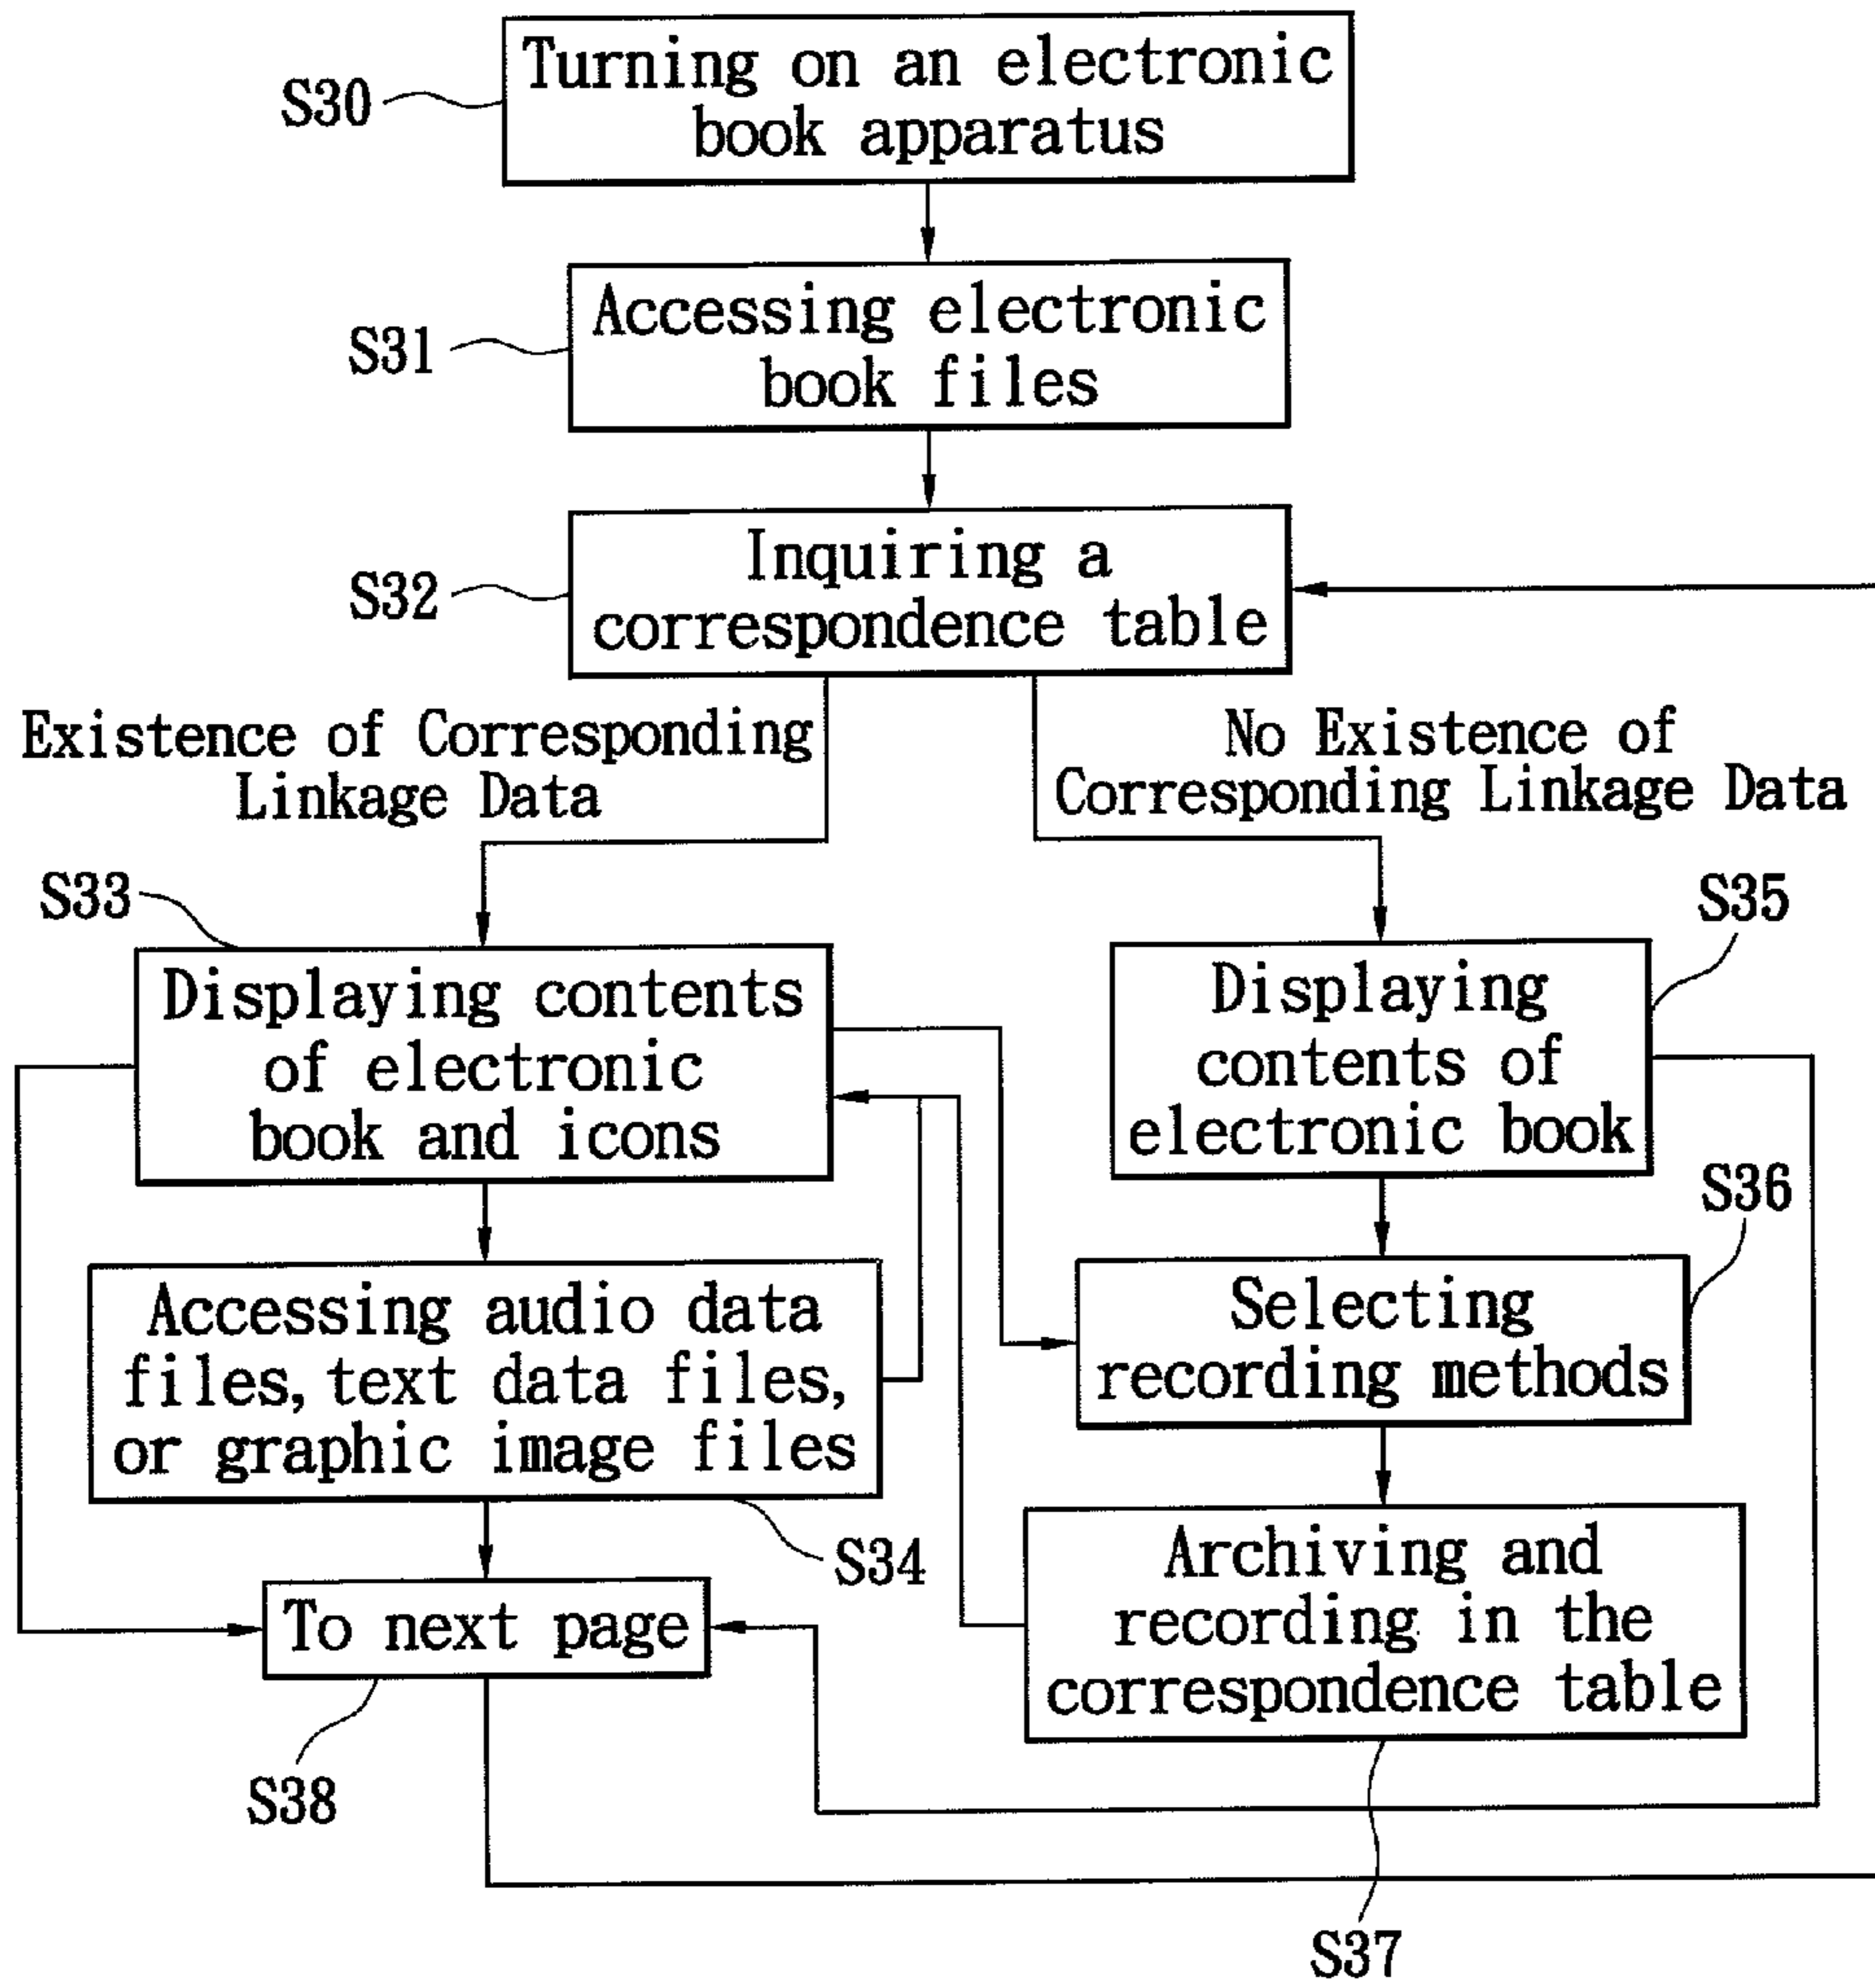 S30
Turning on an electronic
book apparatus
S31
Accessing electronic
book files
S32
Inquiring a
correspondence table
Existence of Corresponding
Linkage Data
No Existence of
Corresponding Linkage Data
S33
Displaying contents
of electronic
book and icons
S35
Displaying
contents of
electronic book
S36
Selecting
recording methods
Accessing audio data
files, text data files,
or graphic image files
S34
Archiving and
recording in the
correspondence table
S37
To next page
S38